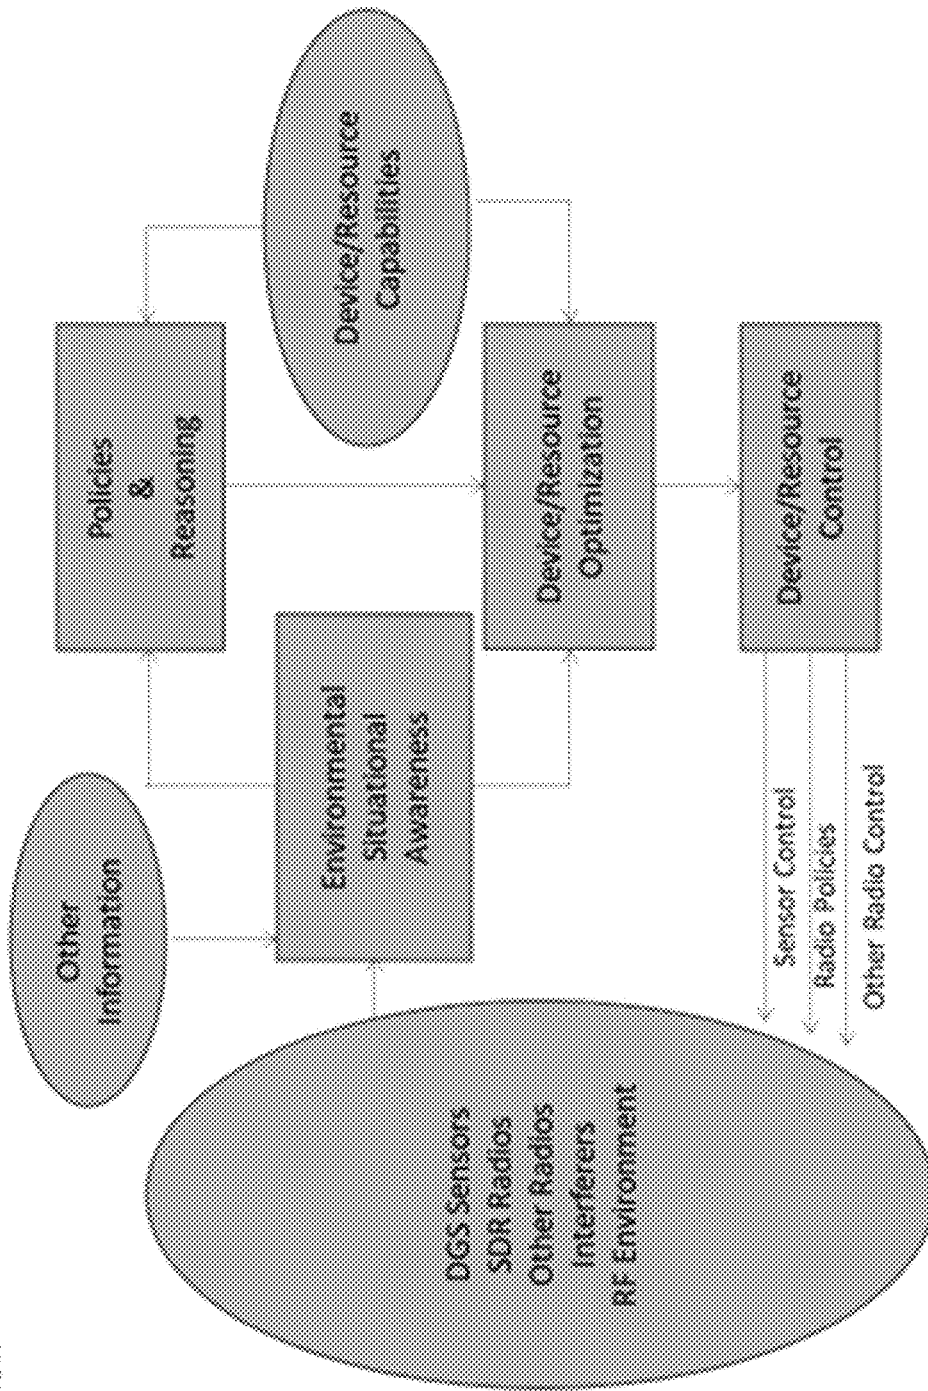 Other
Information
Policies
&
Reasoning
Environmental
Situational
Awareness
Device/Resource
Capabilities
DGS Sensors
SDR Radios
Other Radios
Interferers
RF Environment
Device/Resource
Optimization
Sensor Control
Radio Policies
Other Radio Control
Device/Resource
Control